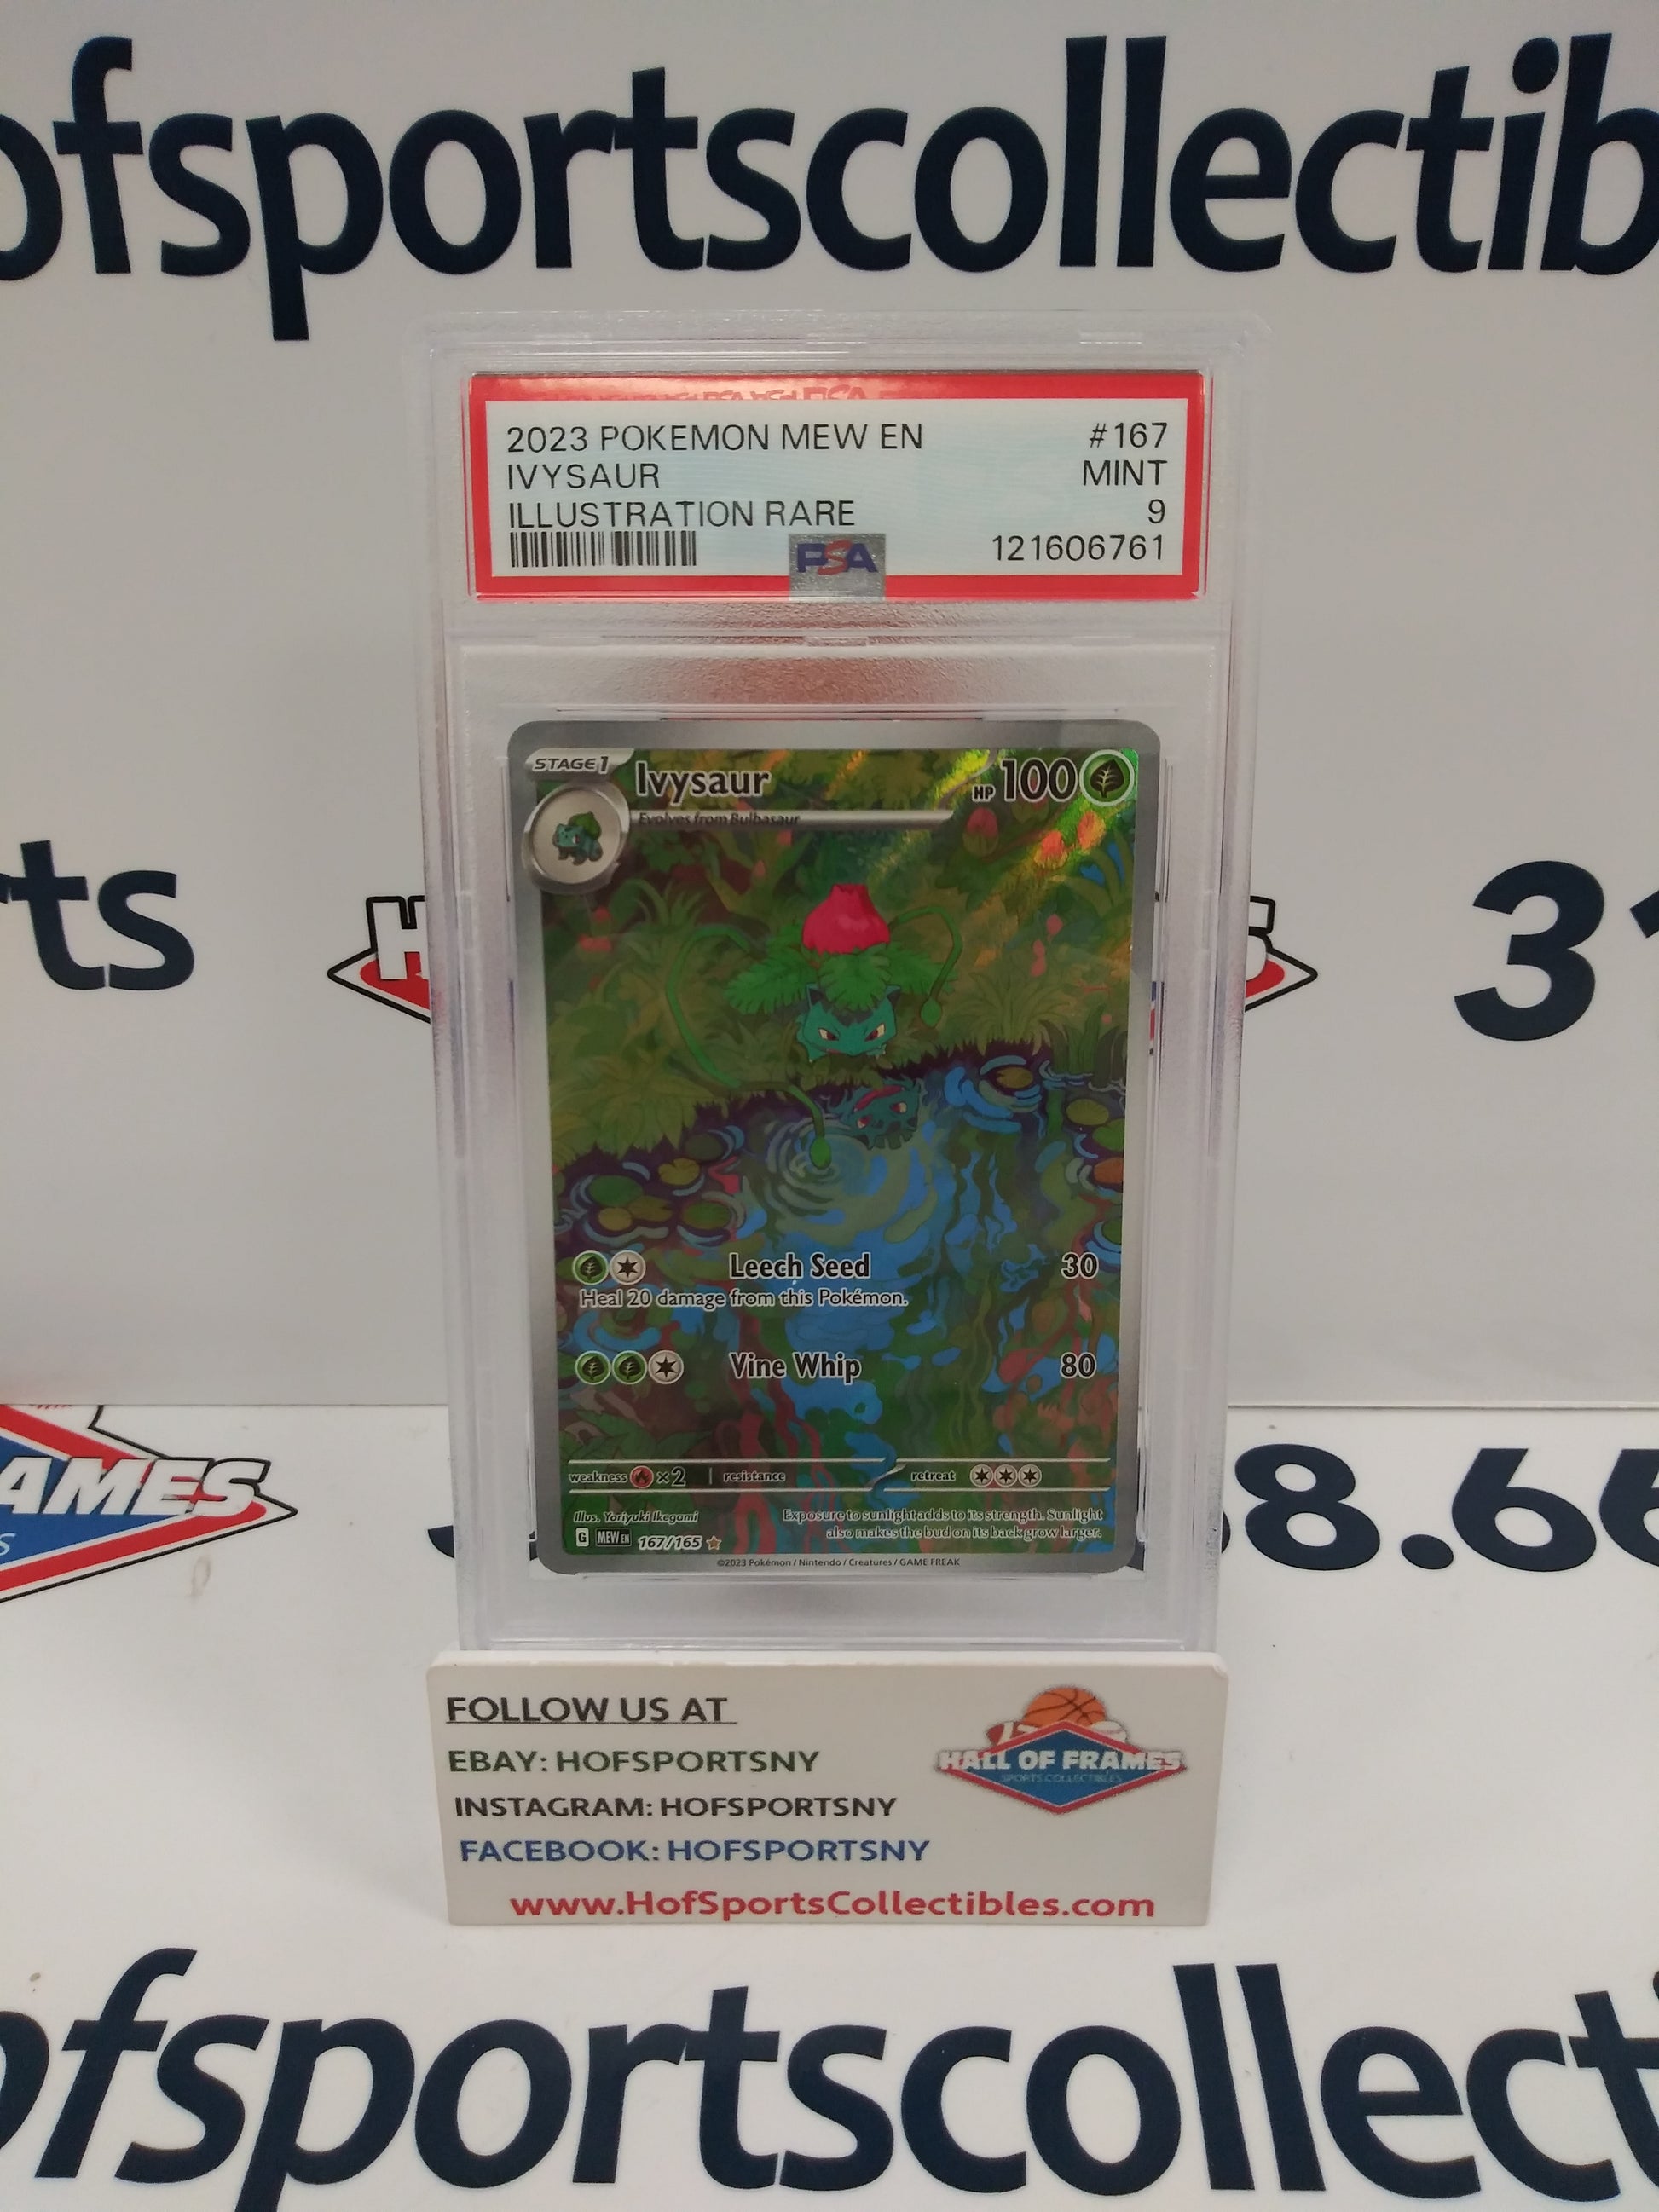 ofsportscollectib
2023 POKEMON MEW EN #167
IVYSAUR MINT
ILLUSTRATION RARE 9
PSA 121606761
STAGE 1 Ivysaur HP 100
Evolves from Bulbasaur
rts
31
Leech Seed 30
Heal 20 damage from this Pokémon.
Vine Whip 80
weakness ×2 resistance retreat
Illus. Yoriyuki Ikegami
Exposure to sunlight adds to its strength. Sunlight
also makes the bud on its back grow larger.
G MEW EN 167/165
©2023 Pokémon / Nintendo / Creatures / GAME FREAK
AMES
S
8.66
FOLLOW US AT
EBAY: HOFSPORTSNY
INSTAGRAM: HOFSPORTSNY
FACEBOOK: HOFSPORTSNY
www.HofSportsCollectibles.com
HALL OF FRAMES
SPORTS COLLECTIBLES
ofsportscollect